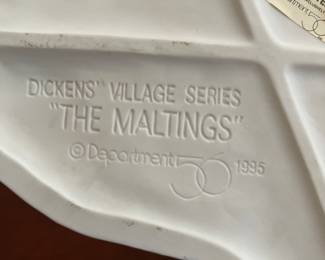 DICKENS' VILLAGE SERIES
"THE MALTINGS"
© Department 56 1995